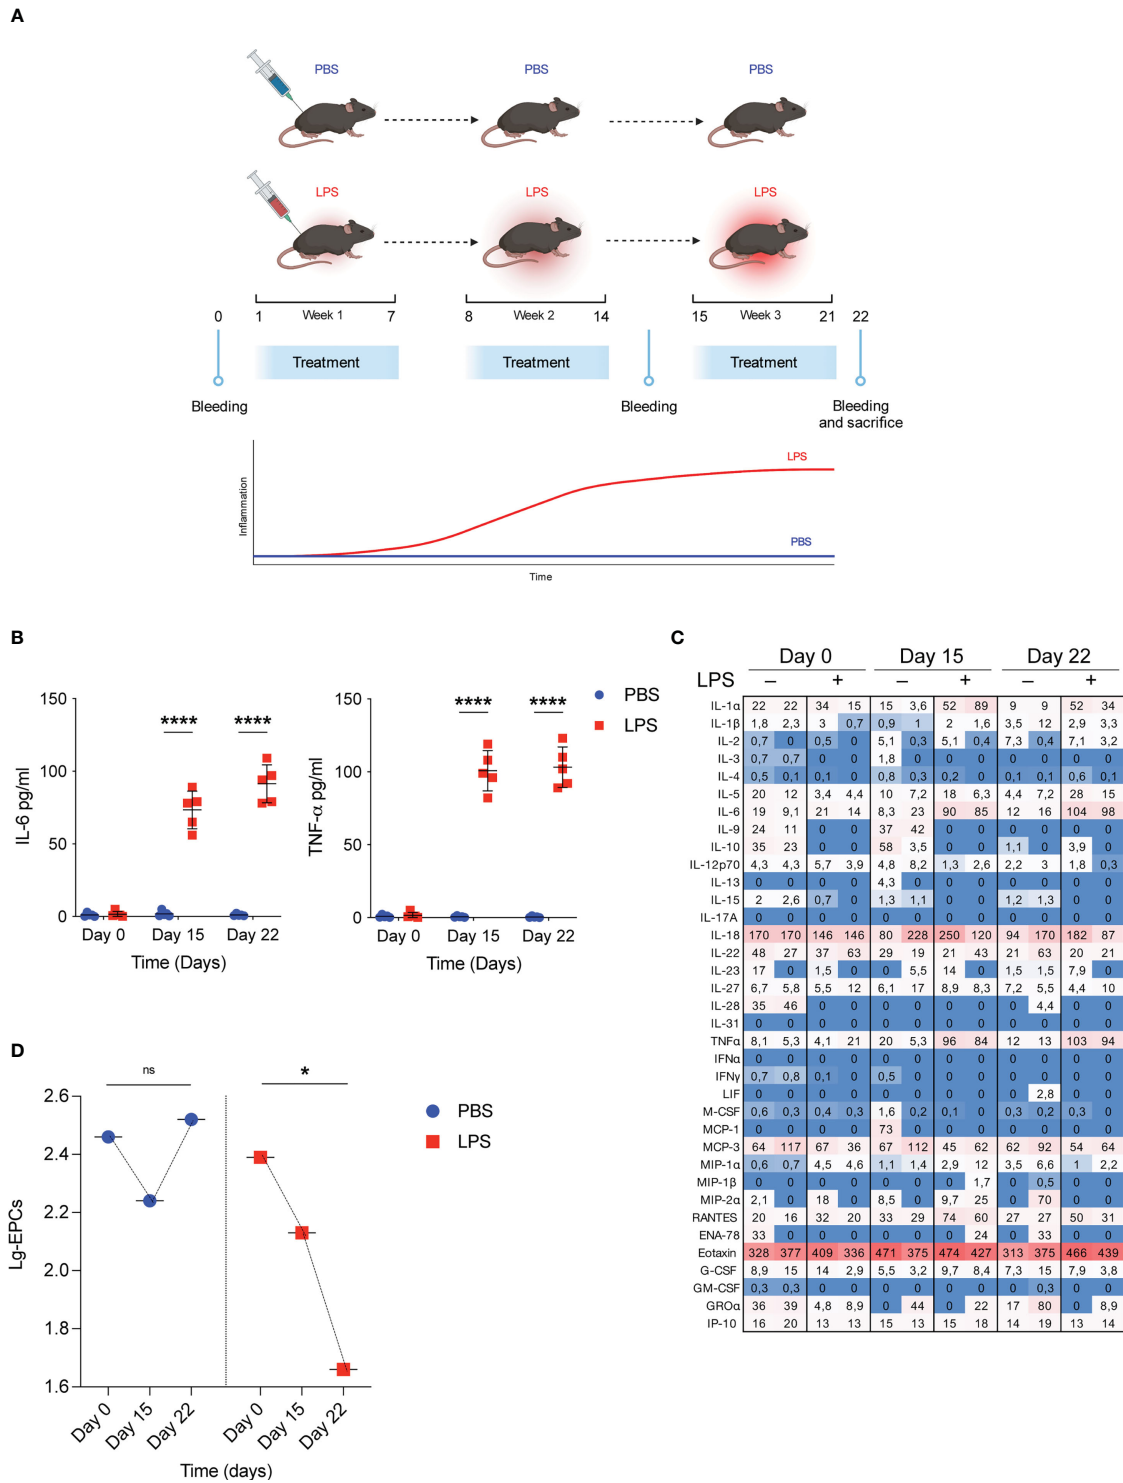 A
PBS PBS PBS
LPS LPS LPS
0 1 Week 1 7 8 Week 2 14 15 Week 3 21 22
Treatment Treatment Treatment
Bleeding Bleeding Bleeding
and sacrifice
Inflammation
LPS
PBS
Time
B
150
100
50
0
IL-6 pg/ml
**** ****
Day 0 Day 15 Day 22
Time (Days)
150
100
50
0
TNF-α pg/ml
**** ****
Day 0 Day 15 Day 22
Time (Days)
PBS
LPS
C
Day 0 Day 15 Day 22
LPS – + – + – +
IL-1α 22 22 34 15 15 3,6 52 89 9 9 52 34
IL-1β 1,8 2,3 3 0,7 0,9 1 2 1,6 3,5 12 2,9 3,3
IL-2 0,7 0 0,5 0 5,1 0,3 5,1 0,4 7,3 0,4 7,1 3,2
IL-3 0,7 0,7 0 0 1,8 0 0 0 0 0 0 0
IL-4 0,5 0,1 0,1 0 0,8 0,3 0,2 0 0,1 0,1 0,6 0,1
IL-5 20 12 3,4 4,4 10 7,2 18 6,3 4,4 7,2 28 15
IL-6 19 9,1 21 14 8,3 23 90 85 12 16 104 98
IL-9 24 11 0 0 37 42 0 0 0 0 0 0
IL-10 35 23 0 0 58 3,5 0 0 1,1 0 3,9 0
IL-12p70 4,3 4,3 5,7 3,9 4,8 8,2 1,3 2,6 2,2 3 1,8 0,3
IL-13 0 0 0 0 4,3 0 0 0 0 0 0 0
IL-15 2 2,6 0,7 0 1,3 1,1 0 0 1,2 1,3 0 0
IL-17A 0 0 0 0 0 0 0 0 0 0 0 0
IL-18 170 170 146 146 80 228 250 120 94 170 182 87
IL-22 48 27 37 63 29 19 21 43 21 63 20 21
IL-23 17 0 1,5 0 0 5,5 14 0 1,5 1,5 7,9 0
IL-27 6,7 5,8 5,5 12 6,1 17 8,9 8,3 7,2 5,5 4,4 10
IL-28 35 46 0 0 0 0 0 0 0 4,4 0 0
IL-31 0 0 0 0 0 0 0 0 0 0 0 0
TNFα 8,1 5,3 4,1 21 20 5,3 96 84 12 13 103 94
IFNα 0 0 0 0 0 0 0 0 0 0 0 0
IFNγ 0,7 0,8 0,1 0 0,5 0 0 0 0 0 0 0
LIF 0 0 0 0 0 0 0 0 0 2,8 0 0
M-CSF 0,6 0,3 0,4 0,3 1,6 0,2 0,1 0 0,3 0,2 0,3 0
MCP-1 0 0 0 0 73 0 0 0 0 0 0 0
MCP-3 64 117 67 36 67 112 45 62 62 92 54 64
MIP-1α 0,6 0,7 4,5 4,6 1,1 1,4 2,9 12 3,5 6,6 1 2,2
MIP-1β 0 0 0 0 0 0 0 1,7 0 0,5 0 0
MIP-2α 2,1 0 18 0 8,5 0 9,7 25 0 70 0 0
RANTES 20 16 32 20 33 29 74 60 27 27 50 31
ENA-78 33 0 0 0 0 0 0 24 0 33 0 0
Eotaxin 328 377 409 336 471 375 474 427 313 375 466 439
G-CSF 8,9 15 14 2,9 5,5 3,2 9,7 8,4 7,3 15 7,9 3,8
GM-CSF 0,3 0,3 0 0 0 0 0 0 0 0,3 0 0
GROα 36 39 4,8 8,9 0 44 0 22 17 80 0 8,9
IP-10 16 20 13 13 15 13 15 18 14 19 13 14
D
ns *
2.6
2.4
2.2
2.0
1.8
1.6
Lg-EPCs
Day 0 Day 15 Day 22 Day 0 Day 15 Day 22
Time (days)
PBS
LPS